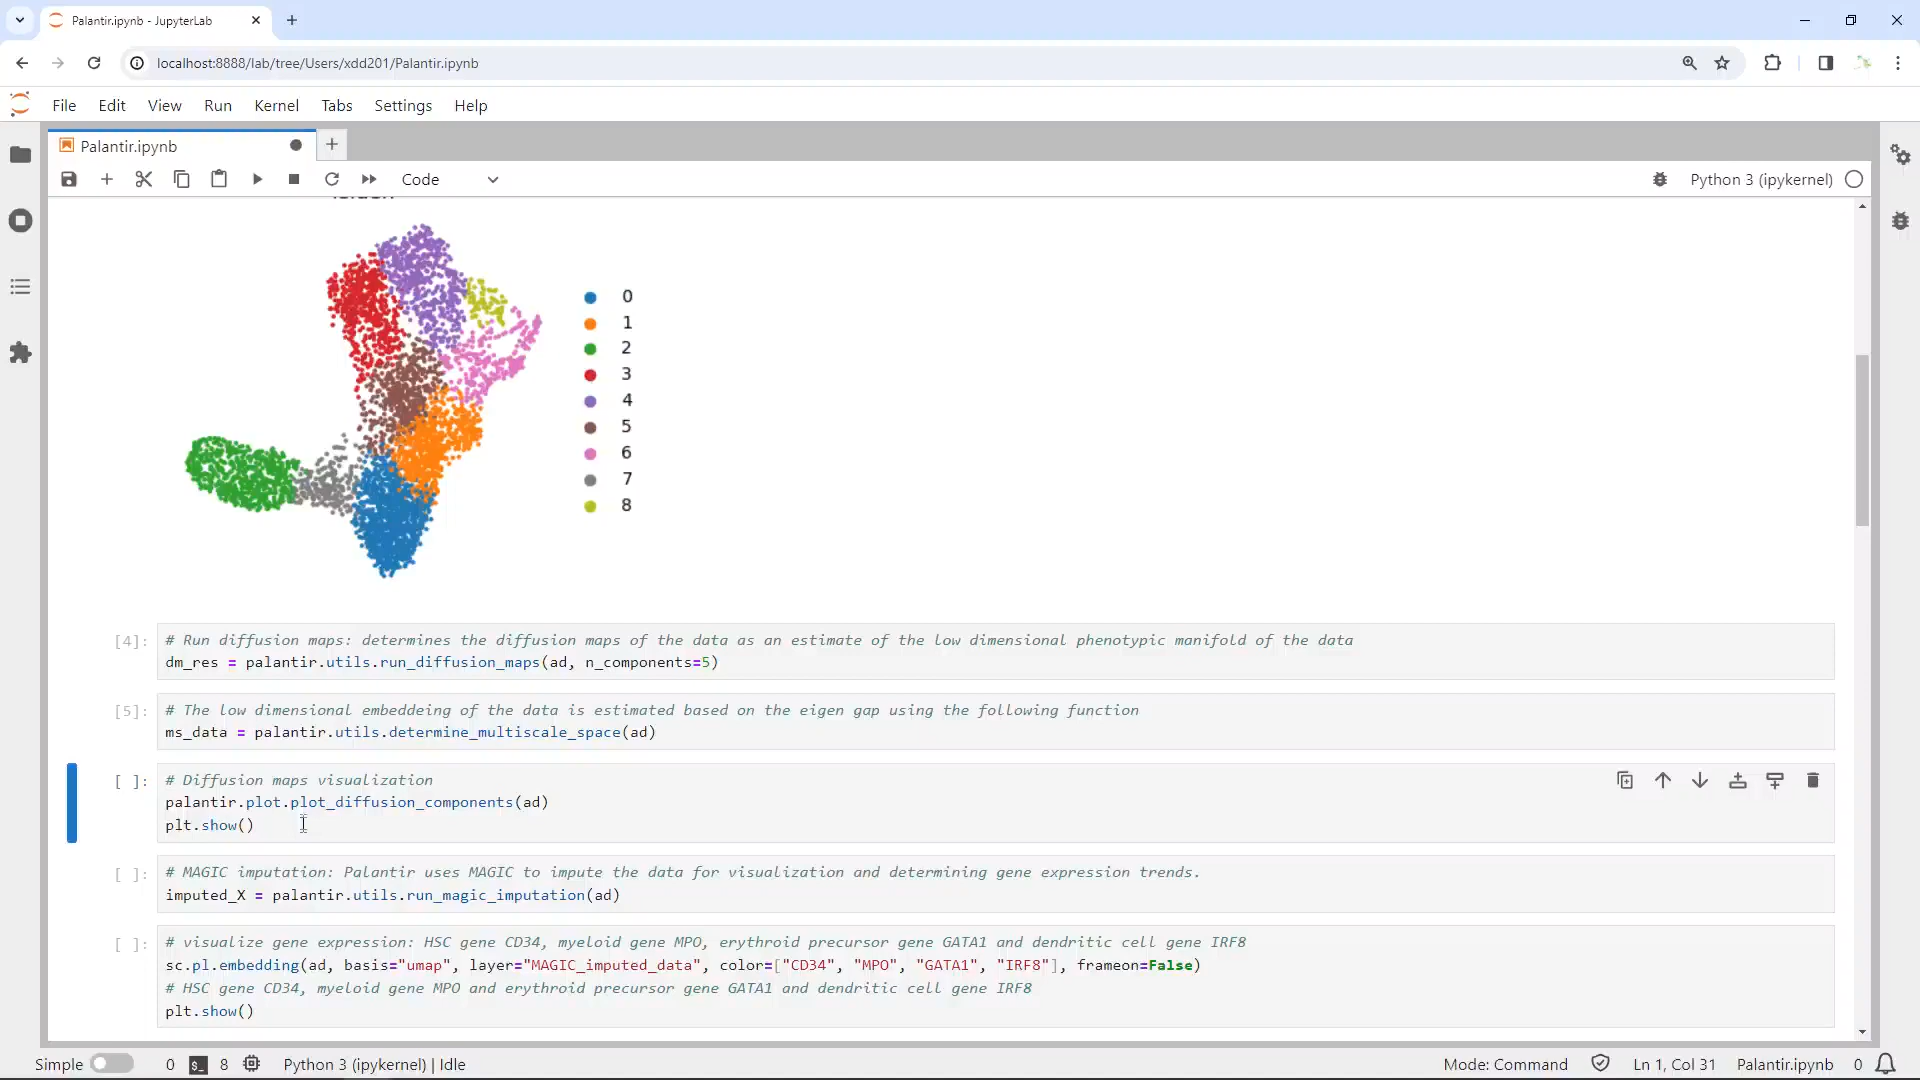 Palantir.ipynb - JupyterLab
localhost:8888/lab/tree/Users/xdd201/Palantir.ipynb
File Edit View Run Kernel Tabs Settings Help
Palantir.ipynb
Code
Python 3 (ipykernel)
0
1
2
3
4
5
6
7
8
[4]: # Run diffusion maps: determines the diffusion maps of the data as an estimate of the low dimensional phenotypic manifold of the data
dm_res = palantir.utils.run_diffusion_maps(ad, n_components=5)
[5]: # The low dimensional embeddeing of the data is estimated based on the eigen gap using the following function
ms_data = palantir.utils.determine_multiscale_space(ad)
[ ]: # Diffusion maps visualization
palantir.plot.plot_diffusion_components(ad)
plt.show()
[ ]: # MAGIC imputation: Palantir uses MAGIC to impute the data for visualization and determining gene expression trends.
imputed_X = palantir.utils.run_magic_imputation(ad)
[ ]: # visualize gene expression: HSC gene CD34, myeloid gene MPO, erythroid precursor gene GATA1 and dendritic cell gene IRF8
sc.pl.embedding(ad, basis="umap", layer="MAGIC_imputed_data", color=["CD34", "MPO", "GATA1", "IRF8"], frameon=False)
# HSC gene CD34, myeloid gene MPO and erythroid precursor gene GATA1 and dendritic cell gene IRF8
plt.show()
Simple 0 $_ 8 Python 3 (ipykernel) | Idle Mode: Command Ln 1, Col 31 Palantir.ipynb 0